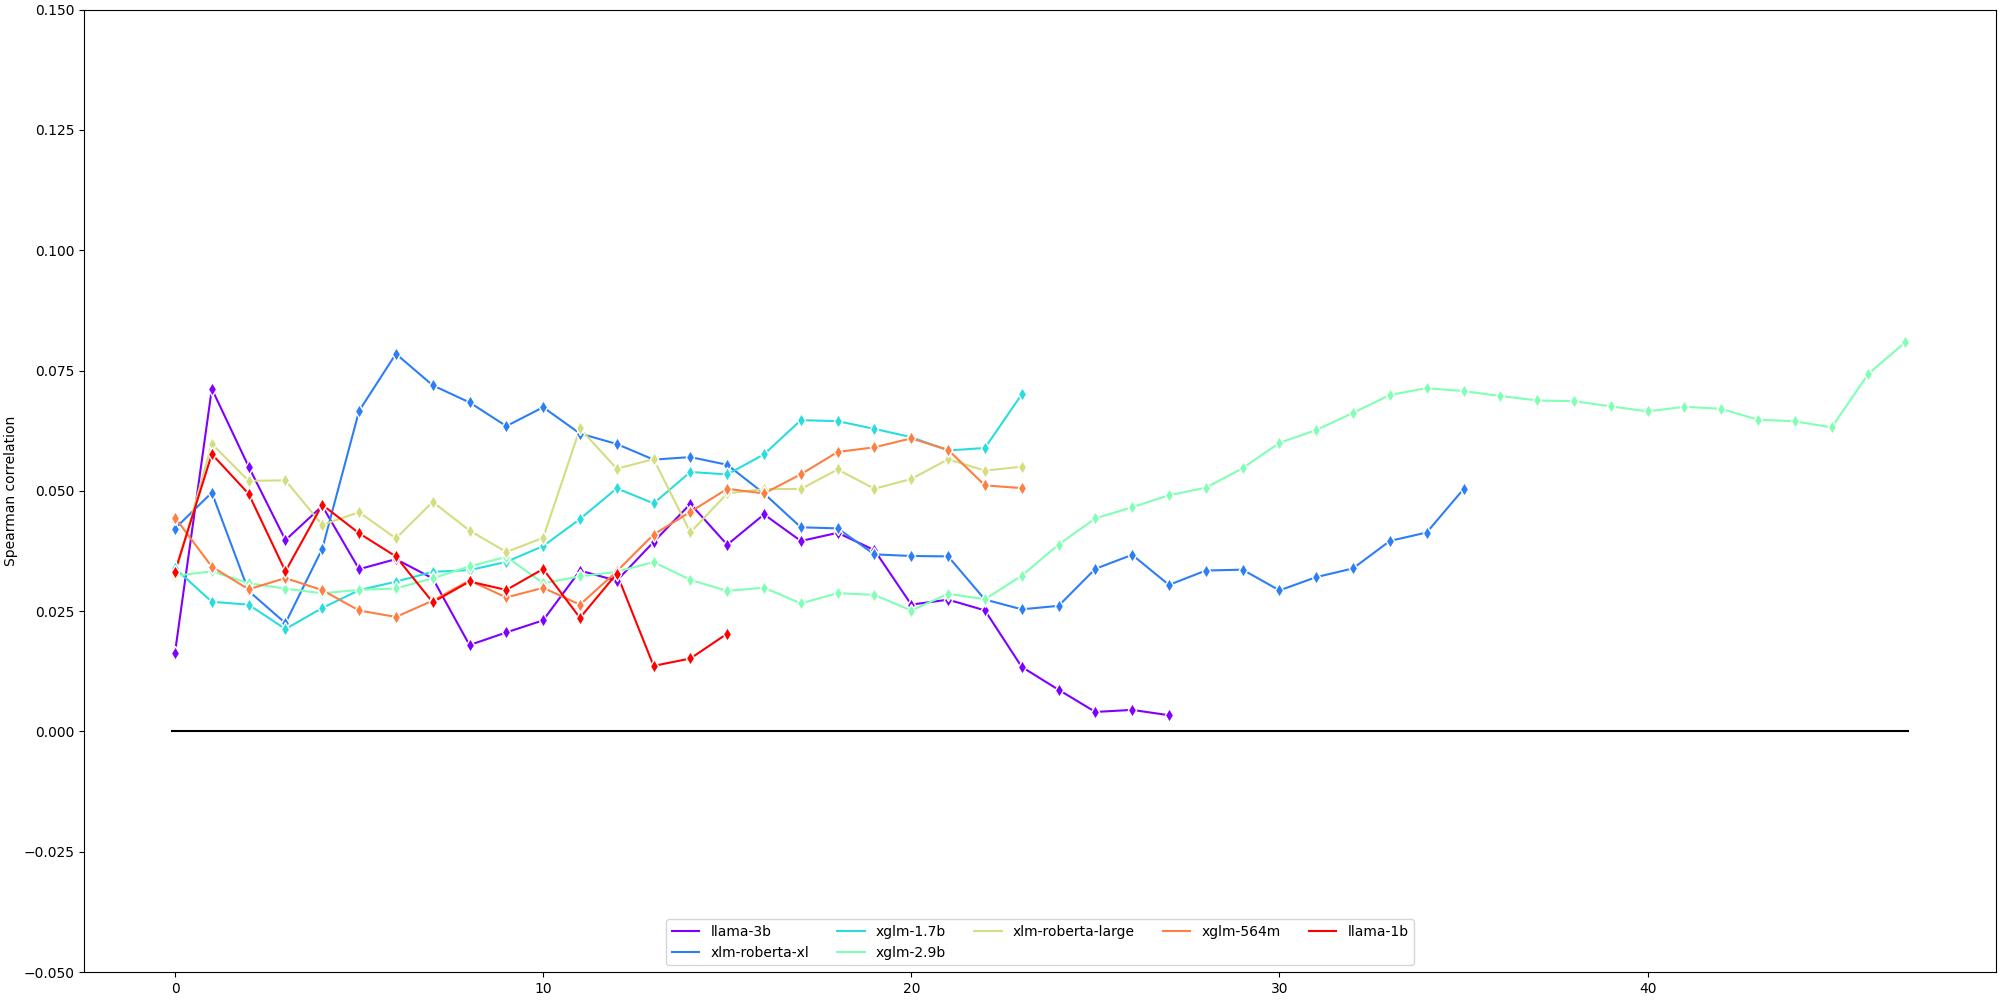 0.150
0.125
0.100
0.075
0.050
0.025
0.000
−0.025
−0.050
Spearman correlation
0 10 20 30 40
llama-3b xglm-1.7b xlm-roberta-large xglm-564m llama-1b
xlm-roberta-xl xglm-2.9b